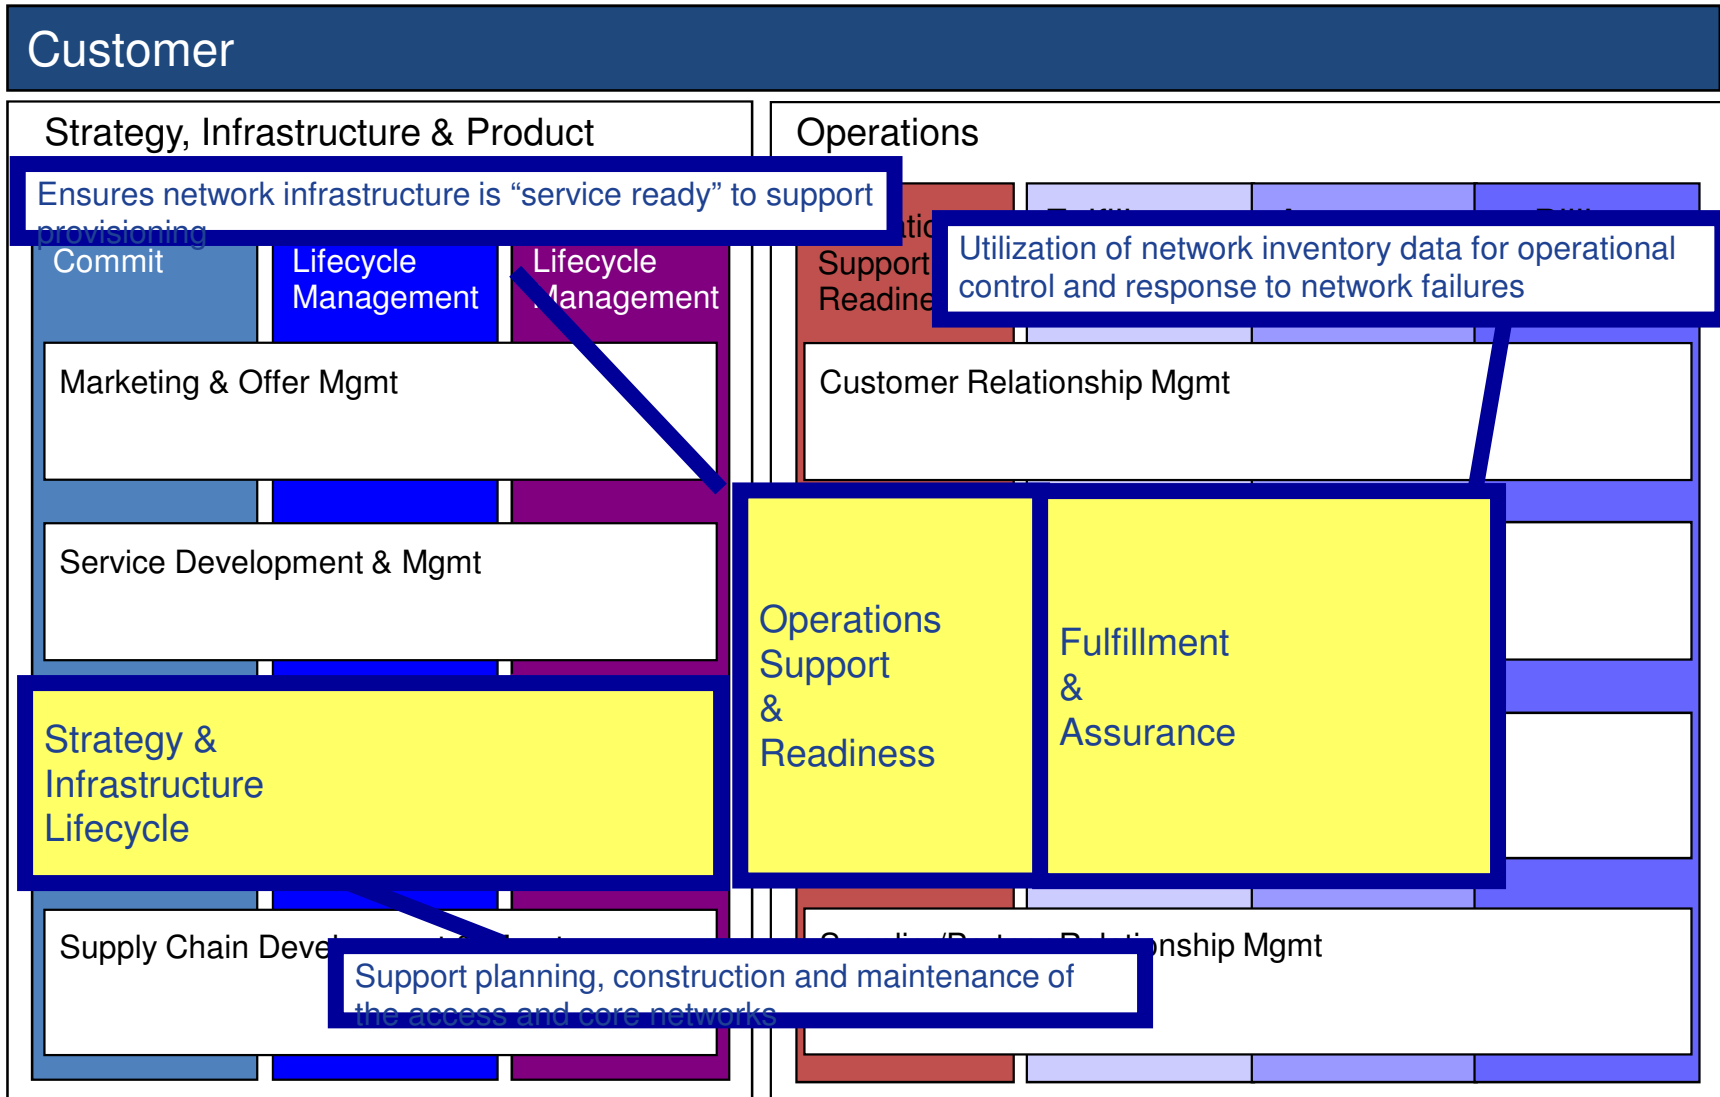 Customer
Strategy, Infrastructure & Product
Operations
Ensures network infrastructure is “service ready” to support
provisioning
Utilization of network inventory data for operational
control and response to network failures
Commit
Lifecycle
Management
Lifecycle
Management
Support
Marketing & Offer Mgmt
Customer Relationship Mgmt
Service Development & Mgmt
Operations
Support
&
Readiness
Fulfillment
&
Assurance
Strategy &
Infrastructure
Lifecycle
Supply Chain
Relationship Mgmt
Support planning, construction and maintenance of
the access and core networks